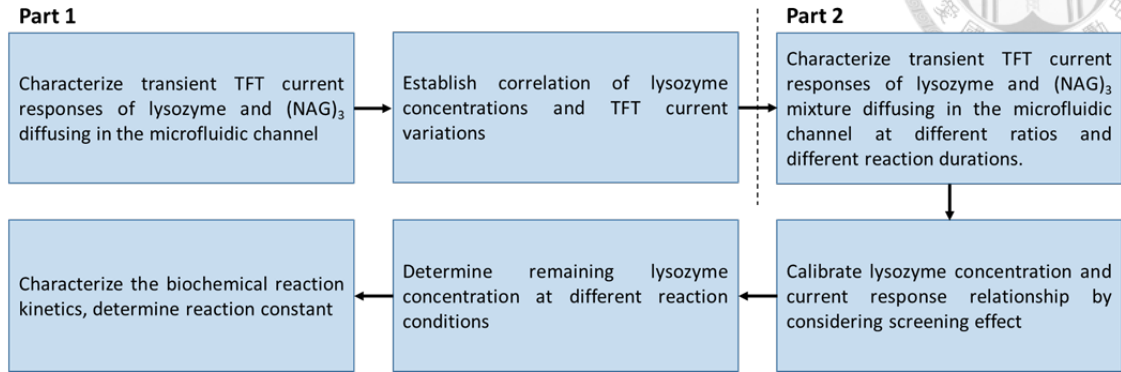 Part 1
Part 2
Characterize transient TFT current
responses of lysozyme and (NAG)₃
diffusing in the microfluidic channel
Establish correlation of lysozyme
concentrations and TFT current
variations
Characterize transient TFT current
responses of lysozyme and (NAG)₃
mixture diffusing in the microfluidic
channel at different ratios and
different reaction durations.
Calibrate lysozyme concentration and
current response relationship by
considering screening effect
Determine remaining lysozyme
concentration at different reaction
conditions
Characterize the biochemical reaction
kinetics, determine reaction constant